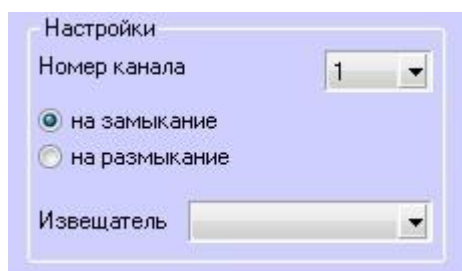 Настройки
Номер канала 1
на замыкание
на размыкание
Извещатель